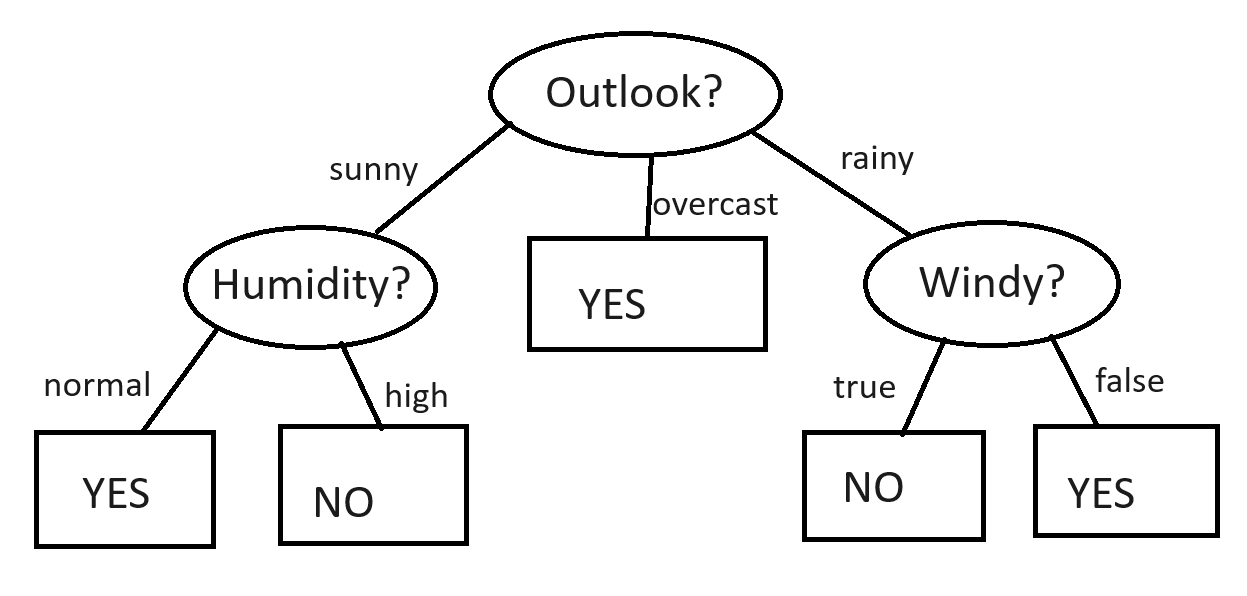 Outlook?
sunny
overcast
rainy
Humidity?
YES
Windy?
normal
high
true
false
YES
NO
NO
YES